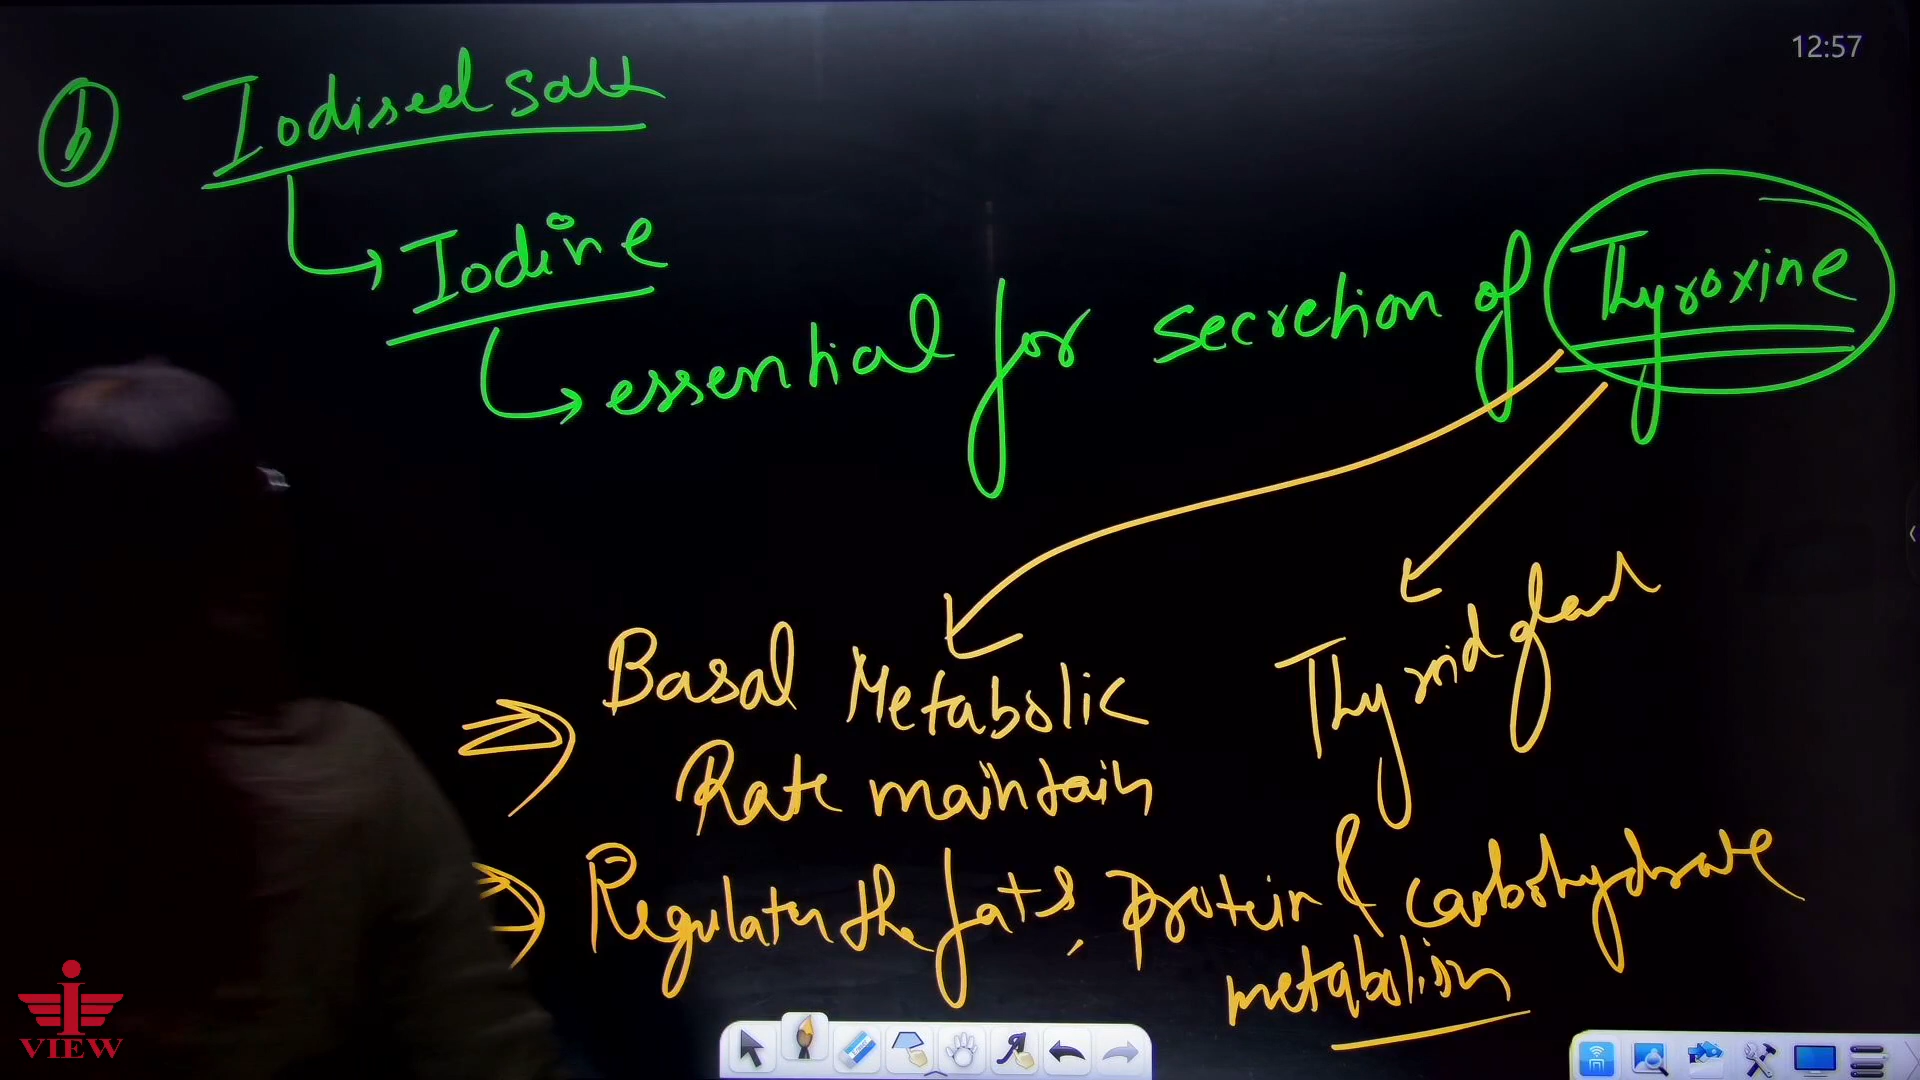 12:57
(b) Iodised salt
Iodine
essential for secretion of Thyroxine
Basal Metabolic
Rate maintain
Thyroid gland
Regulates the fats, protein & carbohydrate
metabolism
VIEW